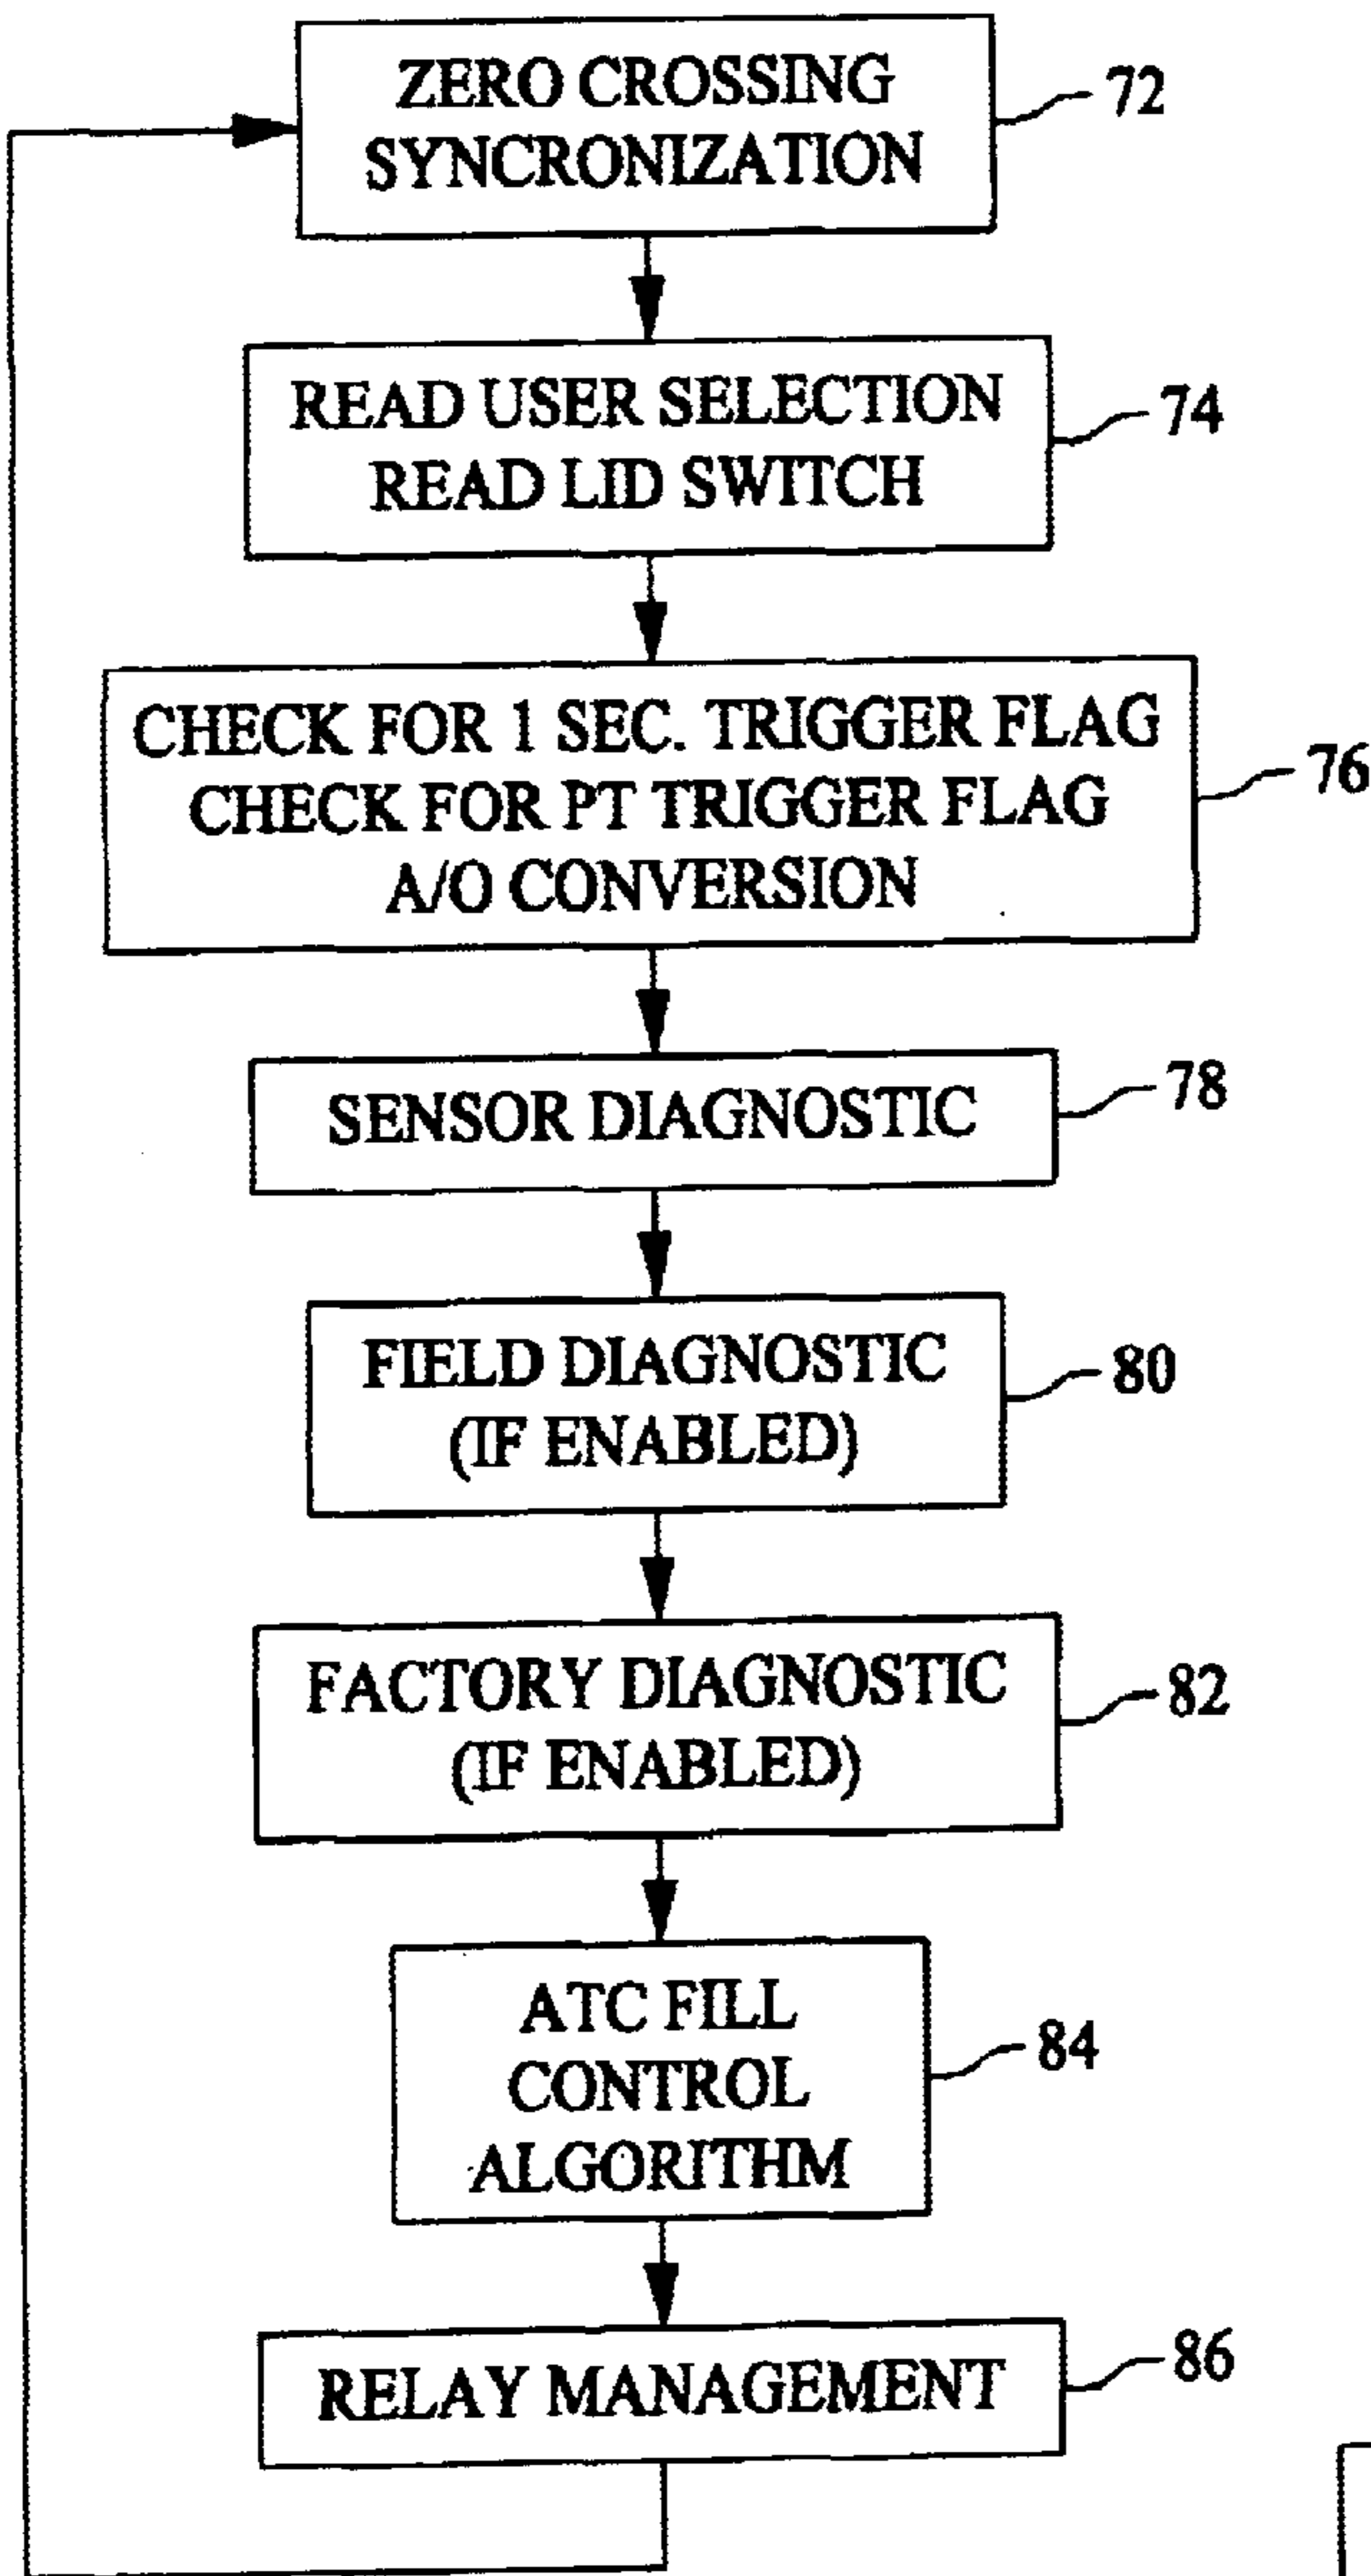 ZERO CROSSING
SYNCRONIZATION
72
READ USER SELECTION
READ LID SWITCH
74
CHECK FOR 1 SEC. TRIGGER FLAG
CHECK FOR PT TRIGGER FLAG
A/O CONVERSION
76
SENSOR DIAGNOSTIC
78
FIELD DIAGNOSTIC
(IF ENABLED)
80
FACTORY DIAGNOSTIC
(IF ENABLED)
82
ATC FILL
CONTROL
ALGORITHM
84
RELAY MANAGEMENT
86